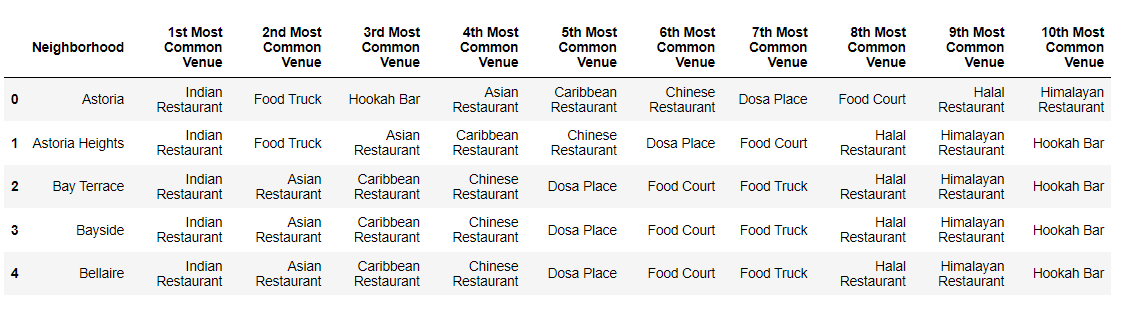 Neighborhood 1st Most Common Venue 2nd Most Common Venue 3rd Most Common Venue 4th Most Common Venue 5th Most Common Venue 6th Most Common Venue 7th Most Common Venue 8th Most Common Venue 9th Most Common Venue 10th Most Common Venue
0 Astoria Indian Restaurant Food Truck Hookah Bar Asian Restaurant Caribbean Restaurant Chinese Restaurant Dosa Place Food Court Halal Restaurant Himalayan Restaurant
1 Astoria Heights Indian Restaurant Food Truck Asian Restaurant Caribbean Restaurant Chinese Restaurant Dosa Place Food Court Halal Restaurant Himalayan Restaurant Hookah Bar
2 Bay Terrace Indian Restaurant Asian Restaurant Caribbean Restaurant Chinese Restaurant Dosa Place Food Court Food Truck Halal Restaurant Himalayan Restaurant Hookah Bar
3 Bayside Indian Restaurant Asian Restaurant Caribbean Restaurant Chinese Restaurant Dosa Place Food Court Food Truck Halal Restaurant Himalayan Restaurant Hookah Bar
4 Bellaire Indian Restaurant Asian Restaurant Caribbean Restaurant Chinese Restaurant Dosa Place Food Court Food Truck Halal Restaurant Himalayan Restaurant Hookah Bar